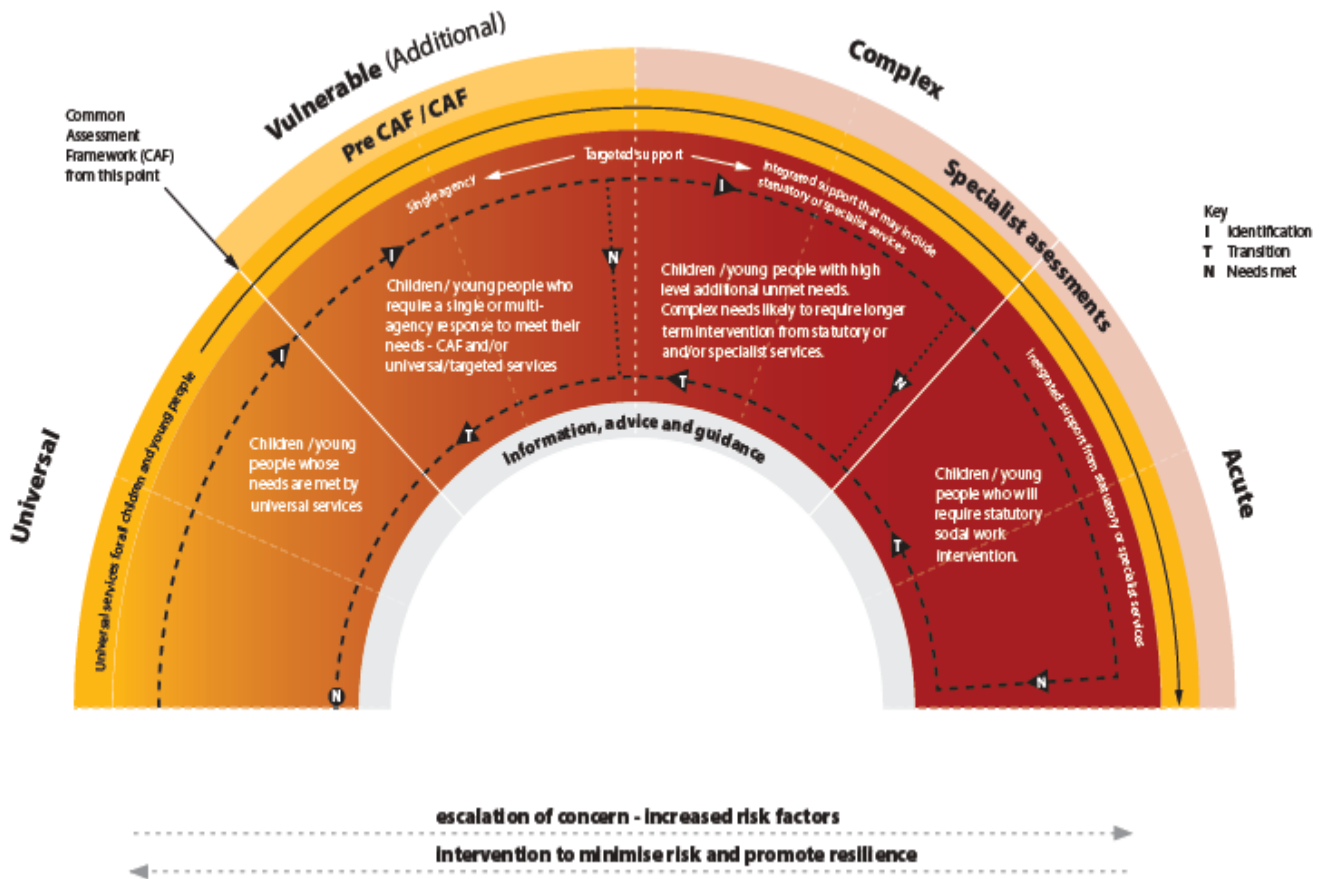 Vulnerable (Additional)
Complex
Common
Assessment
Framework (CAF)
from this point
Pre CAF / CAF
Specialist assessments
Targeted support
Single agency
Integrated support that may include
statuatory or specialist services
Key
I Identification
T Transition
N Needs met
I
I
I
N
N
T
T
T
N
N
Children / young people who
require a single or multi-
agency response to meet their
needs - CAF and/or
universal/targeted services
Children / young people with high
level additional unmet needs.
Complex needs likely to require longer
term intervention from statutory or
and/or specialist services.
Universal
Universal services for all children and young people
Children / young
people whose
needs are met by
universal services
Information, advice and guidance
Children / young
people who will
require statutory
social work
intervention.
Integrated support from statutory or specialist services
Acute
escalation of concern - increased risk factors
intervention to minimise risk and promote resilience